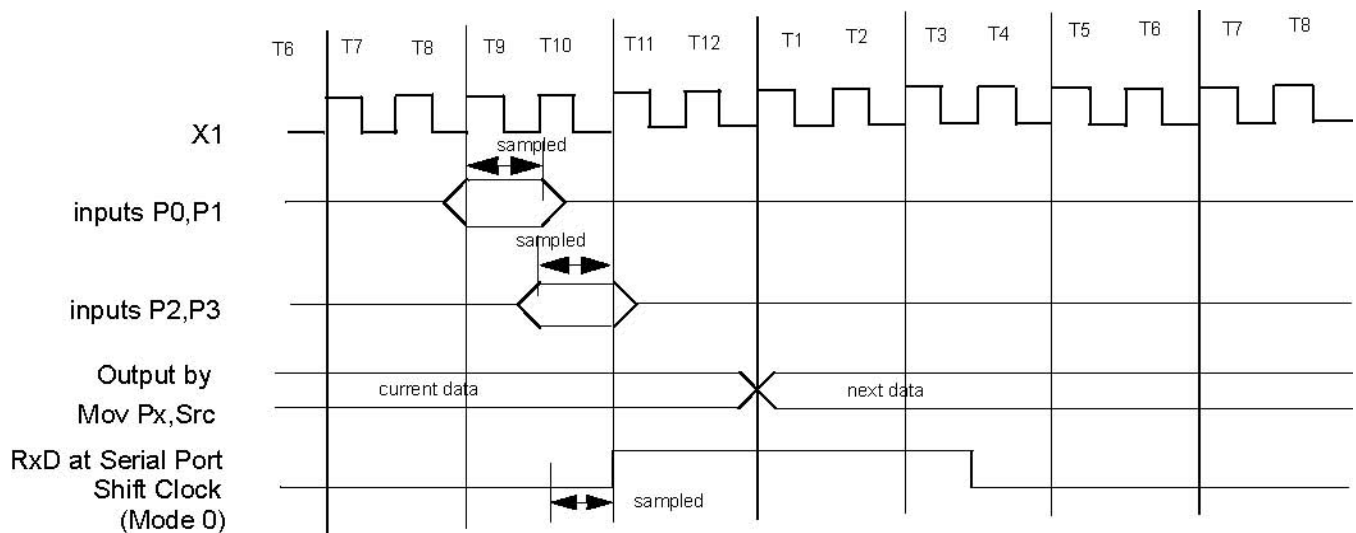 T6 T7 T8 T9 T10 T11 T12 T1 T2 T3 T4 T5 T6 T7 T8
X1
sampled
inputs P0,P1
sampled
inputs P2,P3
Output by
current data next data
Mov Px,Src
RxD at Serial Port
Shift Clock
sampled
(Mode 0)